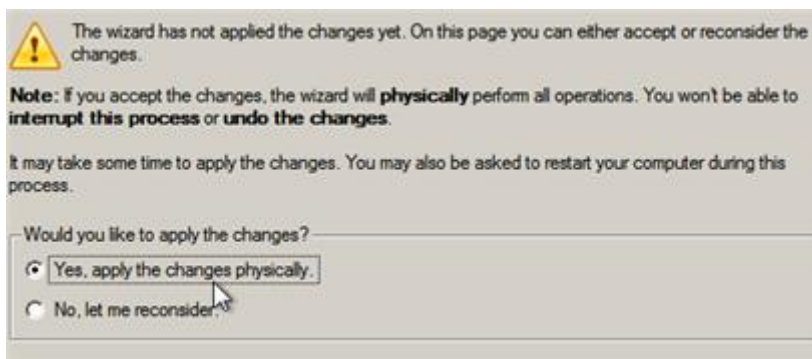 The wizard has not applied the changes yet. On this page you can either accept or reconsider the
changes.
Note: If you accept the changes, the wizard will physically perform all operations. You won't be able to
interrupt this process or undo the changes.
It may take some time to apply the changes. You may also be asked to restart your computer during this
process.
Would you like to apply the changes?
Yes, apply the changes physically.
No, let me reconsider.